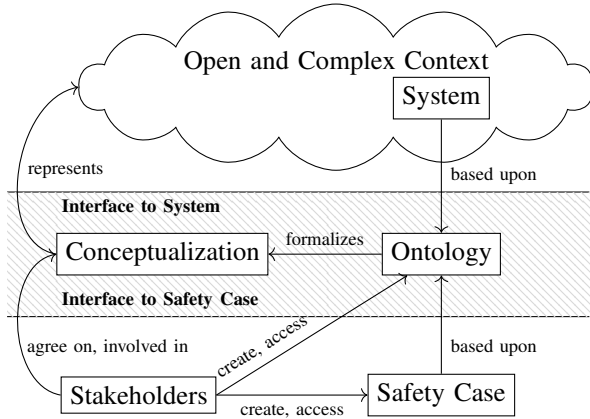 Open and Complex Context
System
represents
based upon
Interface to System
Conceptualization
formalizes
Ontology
Interface to Safety Case
agree on, involved in
create, access
based upon
Stakeholders
create, access
Safety Case